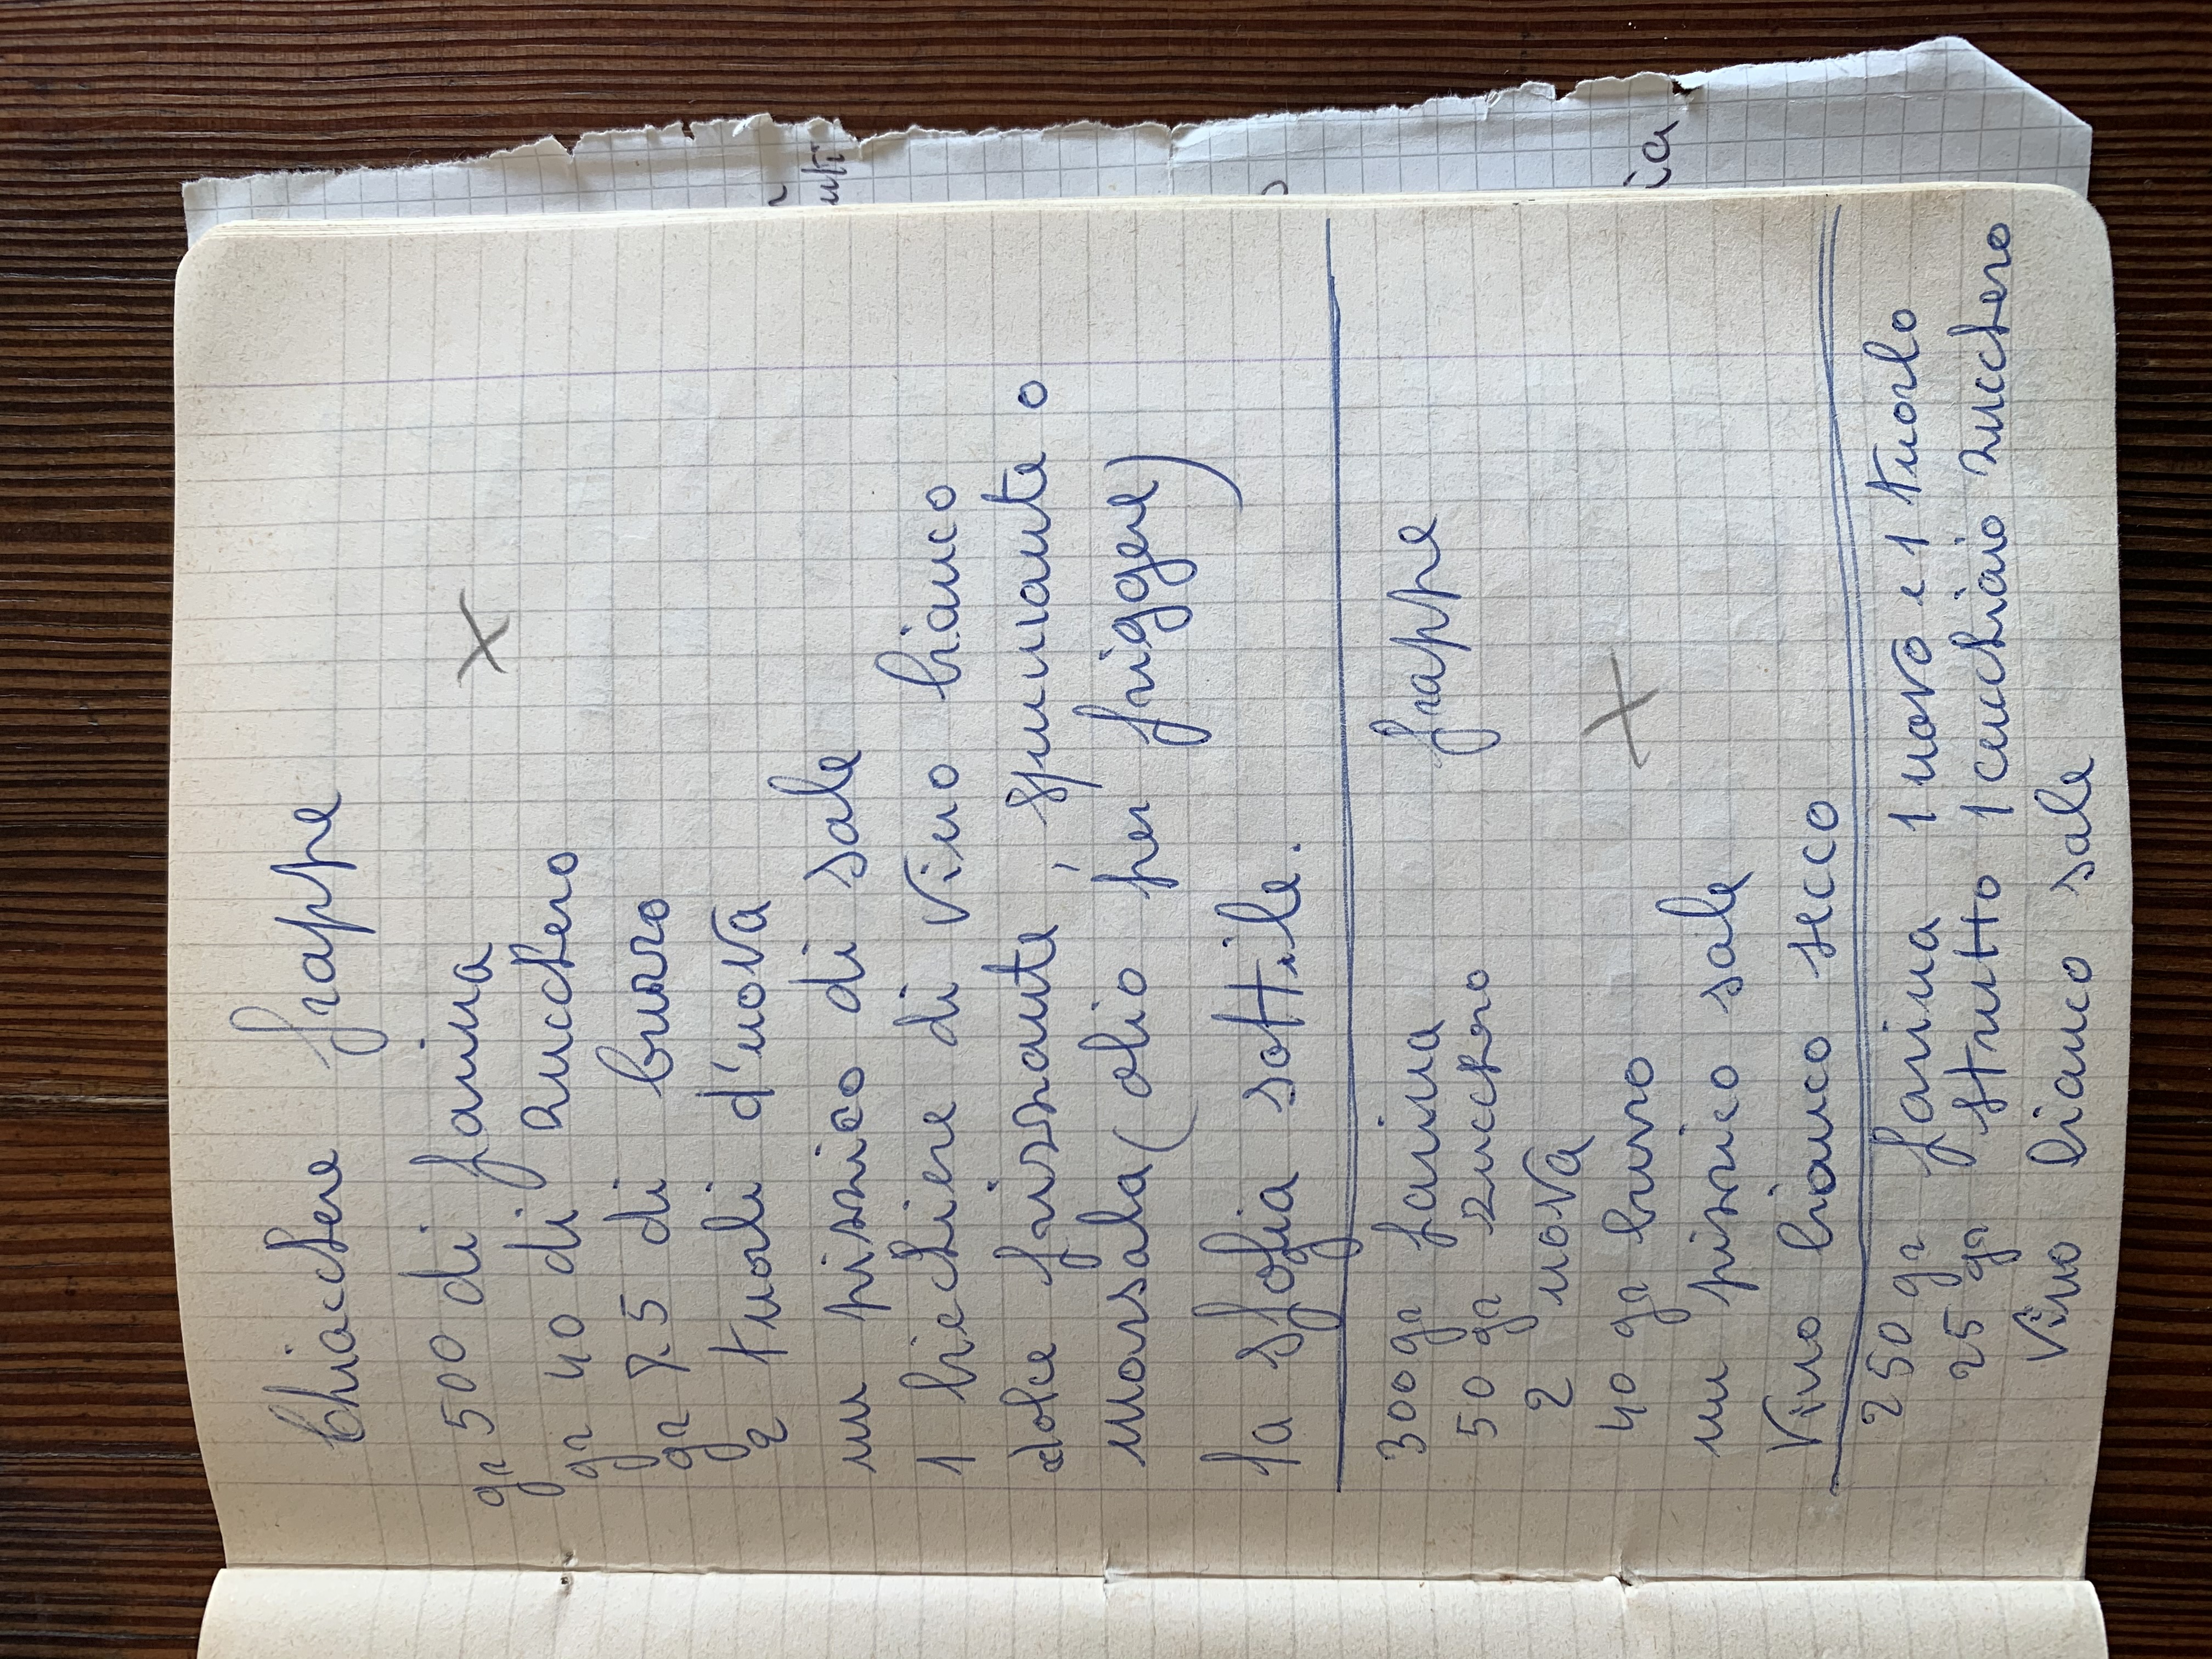 Chiacchere frappe
gr 500 di farina
gr 40 di zucchero
gr 75 di burro
2 tuorli d'uova
un pizzico di sale
1 bicchiere di vino bianco
dolce frizzante, spumante o
marsala (olio per friggere)
la sfoglia sottile.
300 gr farina frappe
50 gr zucchero
2 uova
40 gr burro
un pizzico sale
Vino bianco secco
250 gr farina 1 uovo e 1 tuorlo
25 gr strutto 1 cucchiaio zucchero
Vino bianco sale